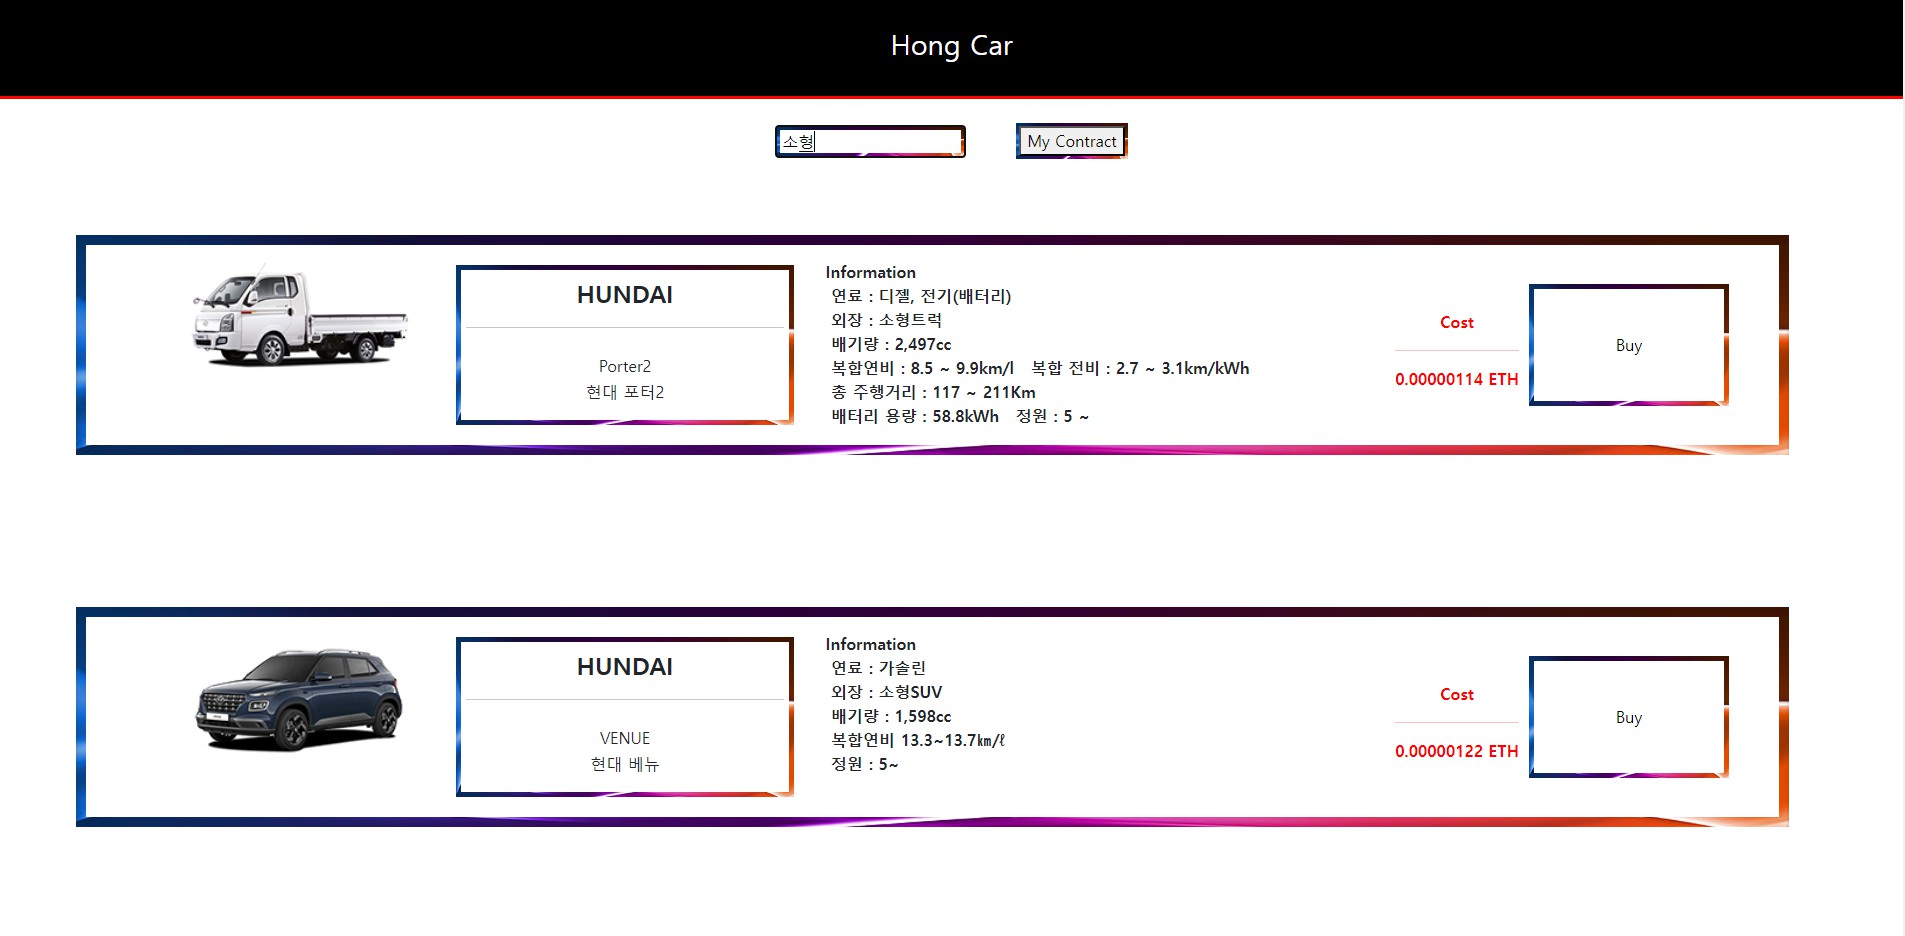 Hong Car
소형
My Contract
HUNDAI
Porter2
현대 포터2
Information
연료 : 디젤, 전기(배터리)
외장 : 소형트럭
배기량 : 2,497cc
복합연비 : 8.5 ~ 9.9km/l 복합 전비 : 2.7 ~ 3.1km/kWh
총 주행거리 : 117 ~ 211Km
배터리 용량 : 58.8kWh 정원 : 5 ~
Cost
0.00000114 ETH
Buy
HUNDAI
VENUE
현대 베뉴
Information
연료 : 가솔린
외장 : 소형SUV
배기량 : 1,598cc
복합연비 13.3~13.7㎞/ℓ
정원 : 5~
Cost
0.00000122 ETH
Buy